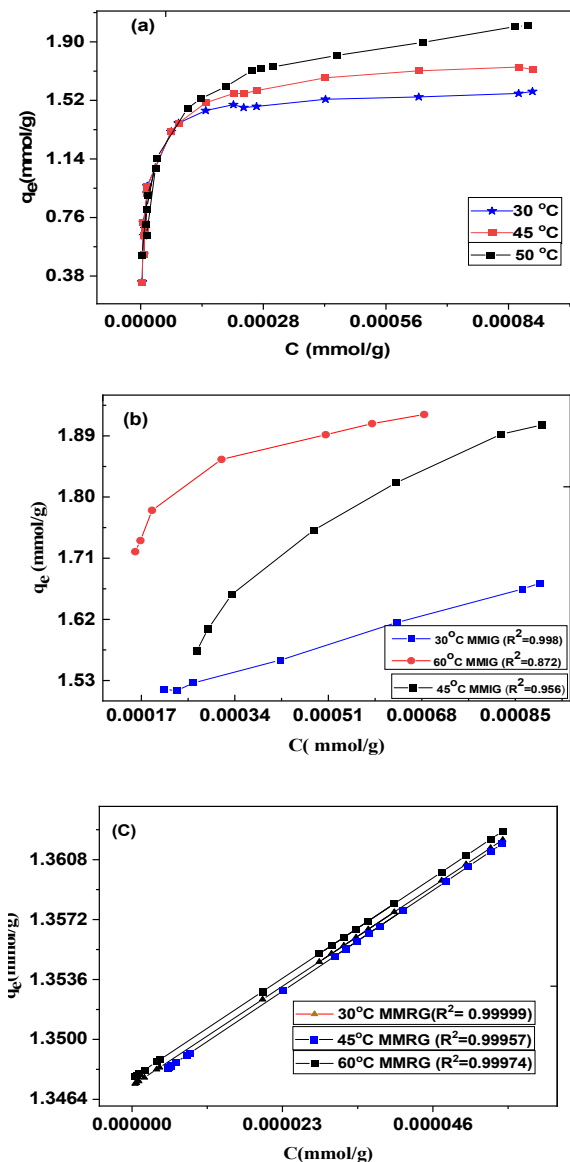 (a)
1.90
1.52
1.14
0.76
0.38
qe(mmol/g)
30 °C
45 °C
50 °C
0.00000 0.00028 0.00056 0.00084
C (mmol/g)
(b)
1.89
1.80
1.71
1.62
1.53
qe (mmol/g)
30°C MMIG (R²=0.998)
60°C MMIG (R²=0.872)
45°C MMIG (R²=0.956)
0.00017 0.00034 0.00051 0.00068 0.00085
C( mmol/g)
(C)
1.3608
1.3572
1.3536
1.3500
1.3464
qe(mmol/g)
30°C MMRG(R²= 0.99999)
45°C MMRG (R²=0.99957)
60°C MMRG (R²=0.99974)
0.000000 0.000023 0.000046
C(mmol/g)